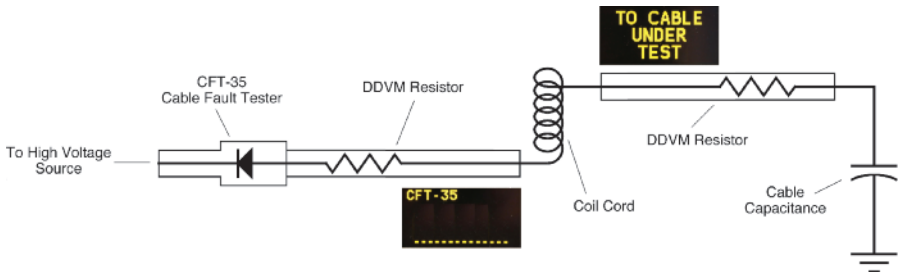 TO CABLE
UNDER
TEST
CFT-35
Cable Fault Tester
DDVM Resistor
DDVM Resistor
To High Voltage
Source
CFT-35
Coil Cord
Cable
Capacitance